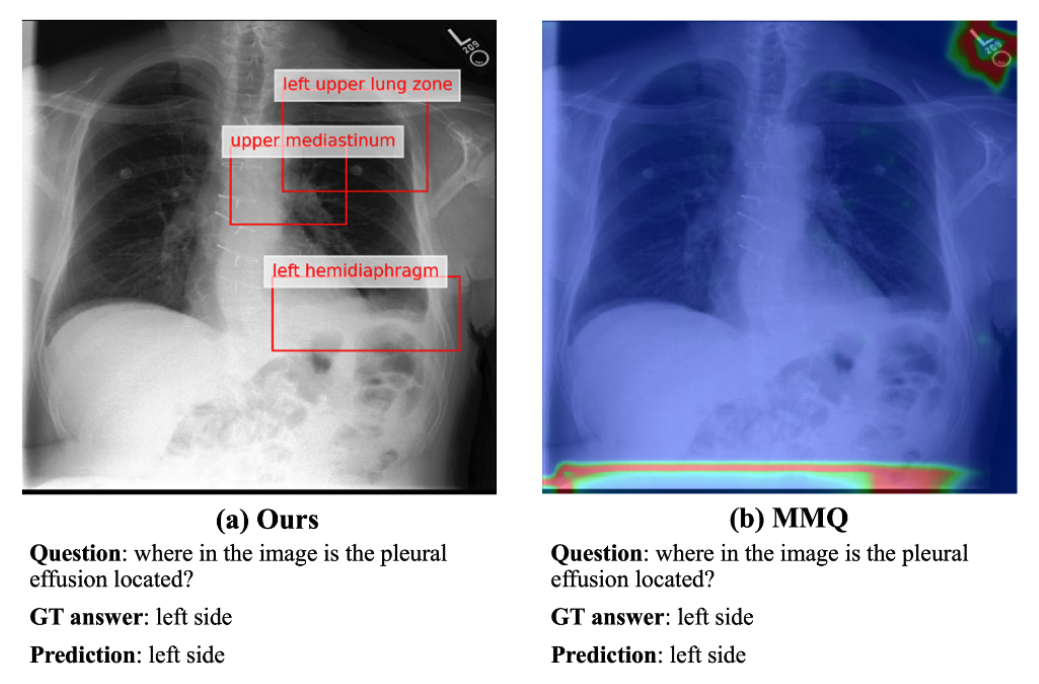 L
209
left upper lung zone
upper mediastinum
left hemidiaphragm
(a) Ours
Question: where in the image is the pleural
effusion located?
GT answer: left side
Prediction: left side
L
209
(b) MMQ
Question: where in the image is the pleural
effusion located?
GT answer: left side
Prediction: left side